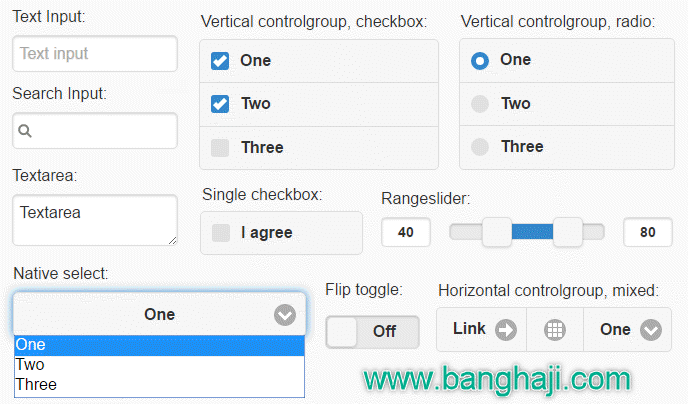 Text Input:
Text input
Search Input:
Textarea:
Textarea
Vertical controlgroup, checkbox:
One
Two
Three
Vertical controlgroup, radio:
One
Two
Three
Single checkbox:
I agree
Rangeslider:
40
80
Native select:
One
One
Two
Three
Flip toggle:
Off
Horizontal controlgroup, mixed:
Link
One
www.banghaji.com